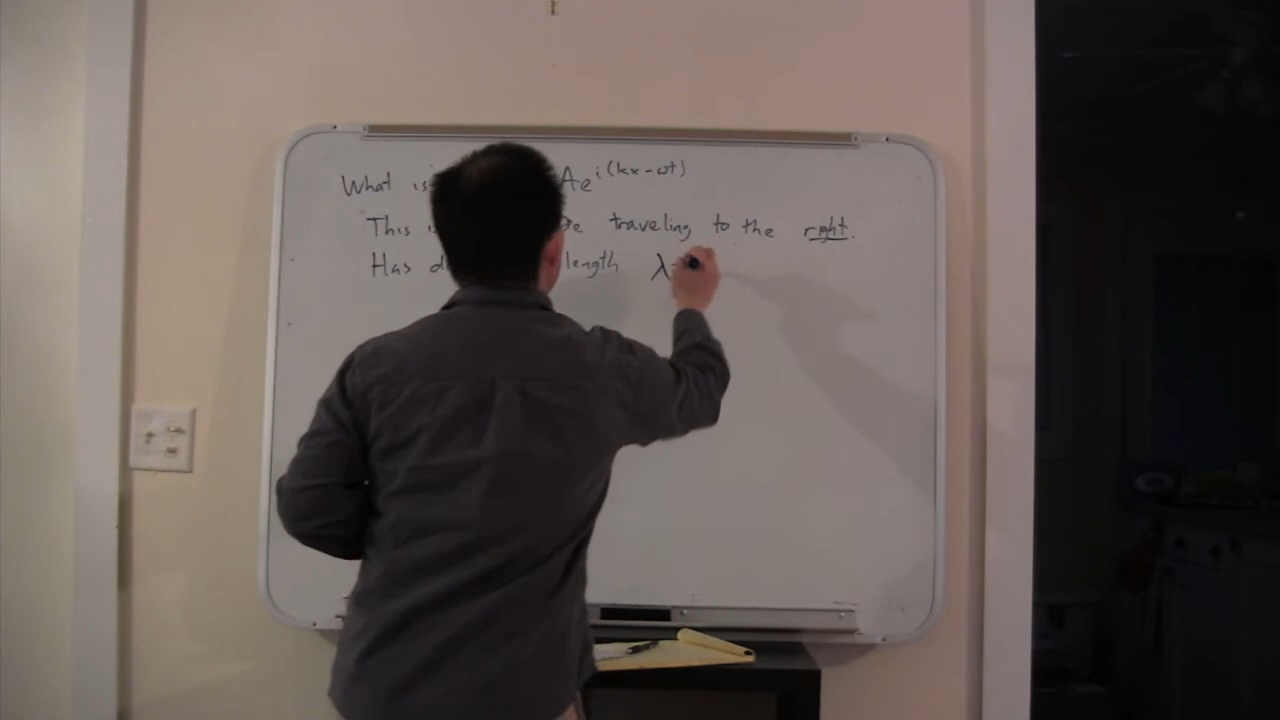 What is Ae^{i(kx-ωt)}
This traveling to the right.
Has length λ